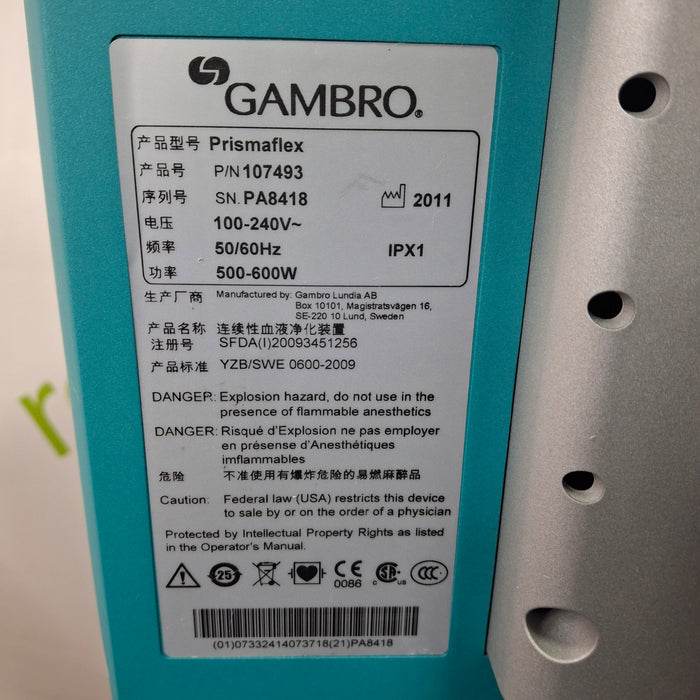 GAMBRO®
产品型号 Prismaflex
产品号 P/N 107493
序列号 SN. PA8418 2011
电压 100-240V~
频率 50/60Hz IPX1
功率 500-600W
生产厂商 Manufactured by: Gambro Lundia AB
Box 10101, Magistratsvägen 16,
SE-220 10 Lund, Sweden
产品名称 连续性血液净化装置
注册号 SFDA(I)20093451256
产品标准 YZB/SWE 0600-2009
DANGER: Explosion hazard, do not use in the
presence of flammable anesthetics
DANGER: Risqué d'Explosion ne pas employer
en présense d'Anesthétiques
imflammables
危险 不准使用有爆炸危险的易燃麻醉品
Caution: Federal law (USA) restricts this device
to sale by or on the order of a physician
Protected by Intellectual Property Rights as listed
in the Operator's Manual.
25 CE 0086 C SA US CCC
(01)07332414073718(21)PA8418
r